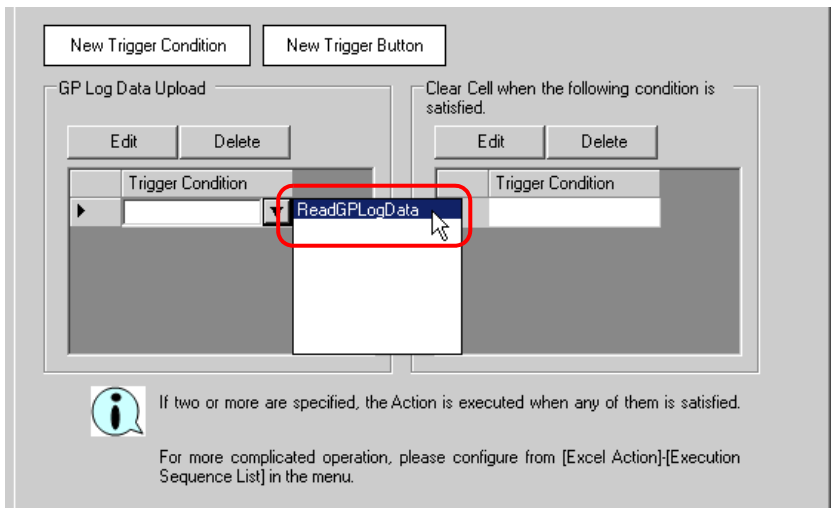 New Trigger Condition
New Trigger Button
GP Log Data Upload
Edit
Delete
Trigger Condition
ReadGPLogData
Clear Cell when the following condition is
satisfied.
Edit
Delete
Trigger Condition
If two or more are specified, the Action is executed when any of them is satisfied.
For more complicated operation, please configure from [Excel Action]-[Execution
Sequence List] in the menu.